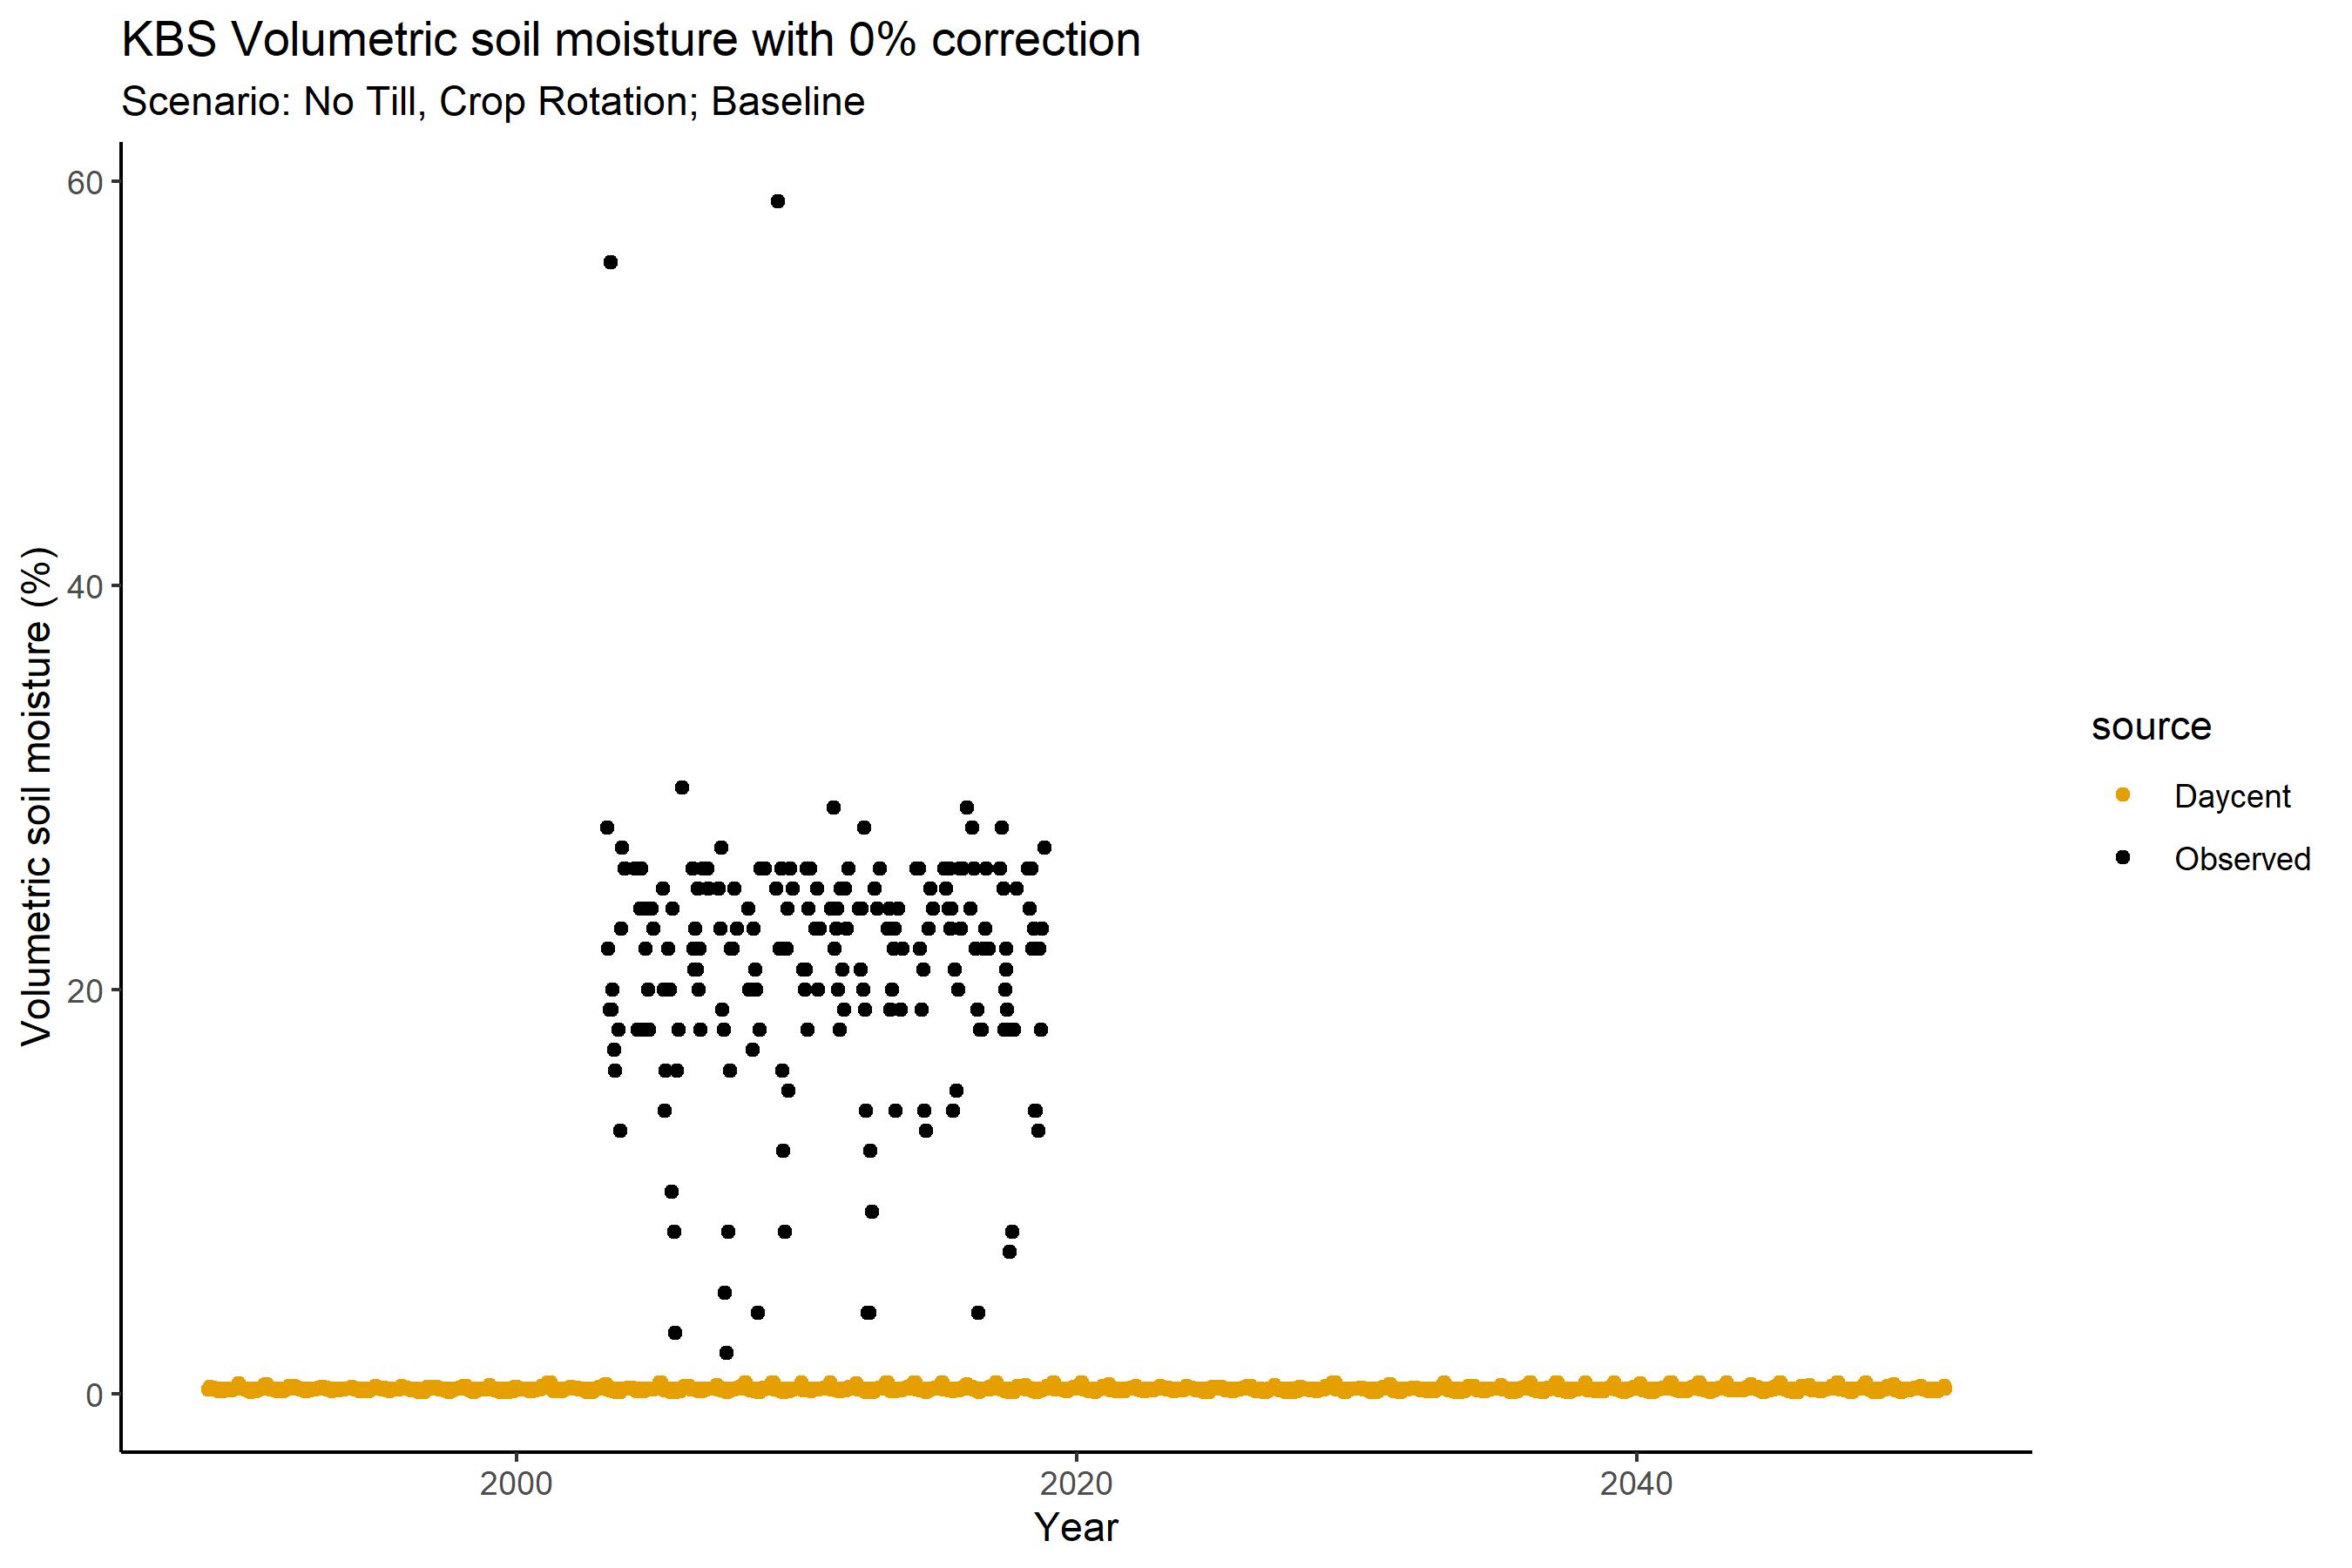 KBS Volumetric soil moisture with 0% correction
Scenario: No Till, Crop Rotation; Baseline
Volumetric soil moisture (%)
60
40
20
0
2000
2020
2040
Year
source
Daycent
Observed